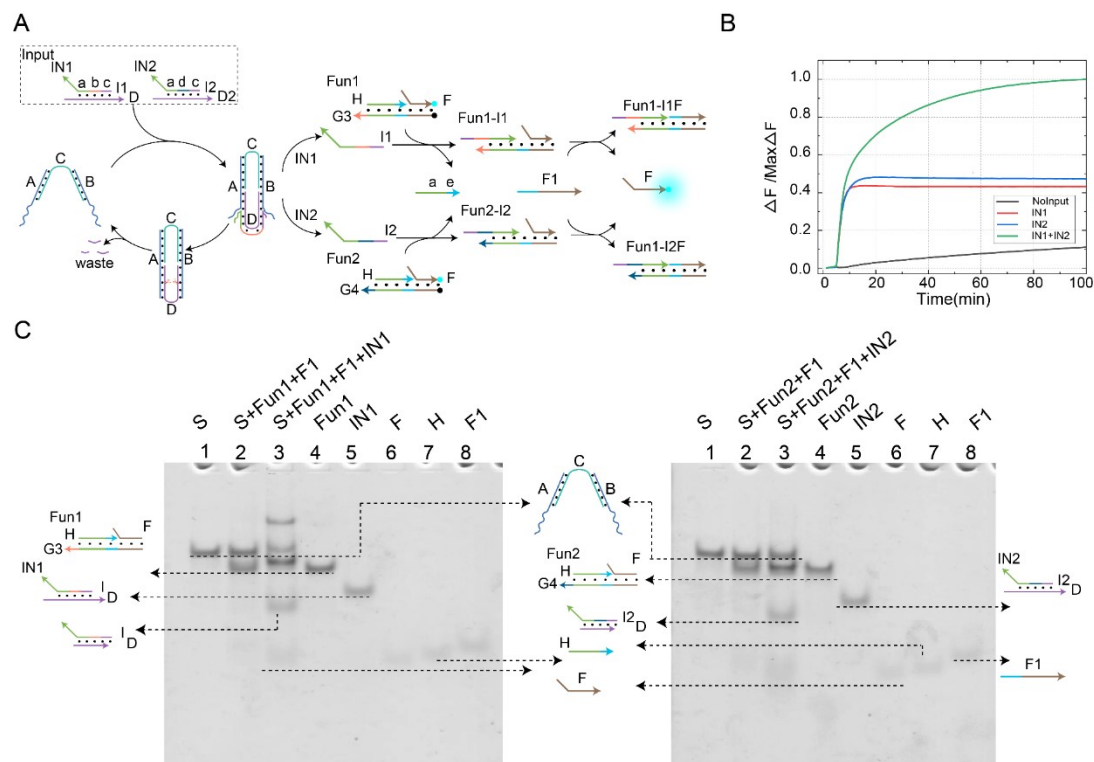 A
Input
IN1
a b c
I1
D
IN2
a d c
I2
D2
C
A
B
waste
C
A
B
D
C
A
B
D
IN1
IN2
Fun1
H
F
G3
I1
Fun1-I1
Fun1-I1F
a e
F1
F
I2
Fun2-I2
Fun2
H
F
G4
Fun1-I2F
B
ΔF /MaxΔF
1.0
0.8
0.6
0.4
0.2
0.0
NoInput
IN1
IN2
IN1+IN2
0 20 40 60 80 100
Time(min)
C
S
S+Fun1+F1
S+Fun1+F1+IN1
Fun1
IN1
F
H
F1
1 2 3 4 5 6 7 8
Fun1
H
F
G3
IN1
I
D
I
D
C
A
B
Fun2
H
F
G4
I2
D
H
F
S
S+Fun2+F1
S+Fun2+F1+IN2
Fun2
IN2
F
H
F1
1 2 3 4 5 6 7 8
IN2
I2
D
F1